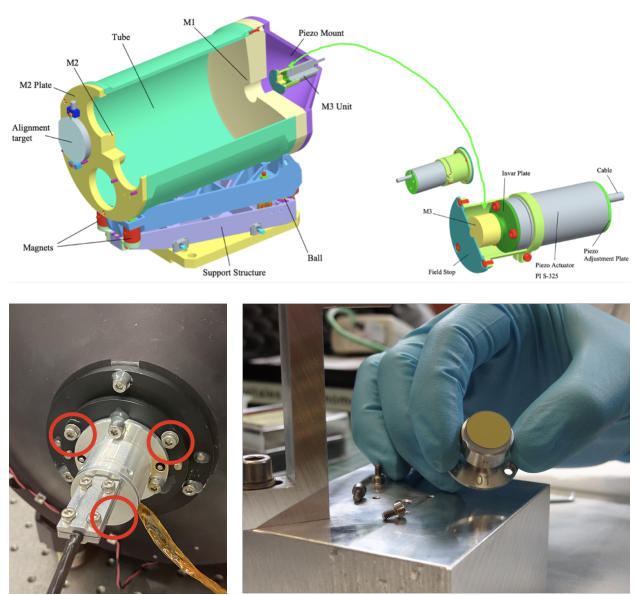 M1
Tube
Piezo Mount
M2
M2 Plate
M3 Unit
Alignment
target
Invar Plate
Cable
M3
Magnets
Ball
Support Structure
Field Stop
Piezo Actuator
PI S-325
Piezo
Adjustment Plate